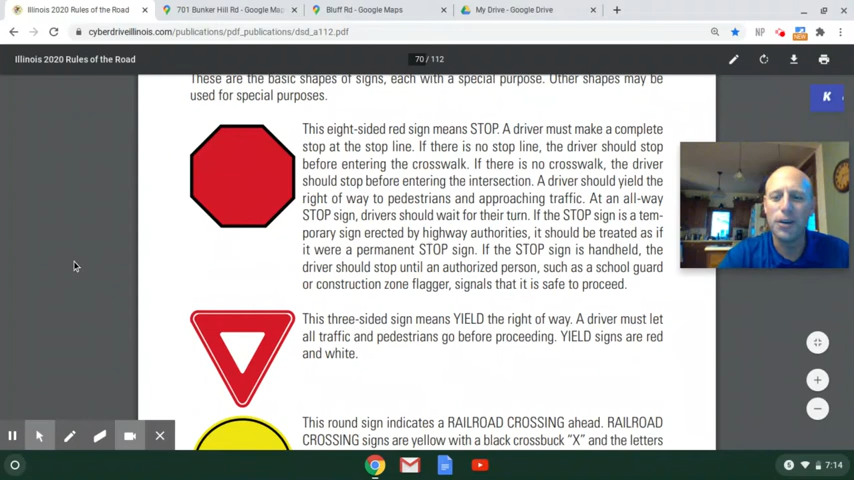 Illinois 2020 Rules of the Road
701 Bunker Hill Rd - Google Ma
Bluff Rd - Google Maps
My Drive - Google Drive
cyberdriveillinois.com/publications/pdf_publications/dsd_a112.pdf
NP
NEW
Illinois 2020 Rules of the Road
70 / 112
These are the basic shapes of signs, each with a special purpose. Other shapes may be
used for special purposes.
K
This eight-sided red sign means STOP. A driver must make a complete
stop at the stop line. If there is no stop line, the driver should stop
before entering the crosswalk. If there is no crosswalk, the driver
should stop before entering the intersection. A driver should yield the
right of way to pedestrians and approaching traffic. At an all-way
STOP sign, drivers should wait for their turn. If the STOP sign is a tem-
porary sign erected by highway authorities, it should be treated as if
it were a permanent STOP sign. If the STOP sign is handheld, the
driver should stop until an authorized person, such as a school guard
or construction zone flagger, signals that it is safe to proceed.
This three-sided sign means YIELD the right of way. A driver must let
all traffic and pedestrians go before proceeding. YIELD signs are red
and white.
This round sign indicates a RAILROAD CROSSING ahead. RAILROAD
CROSSING signs are yellow with a black crossbuck "X" and the letters
7:14